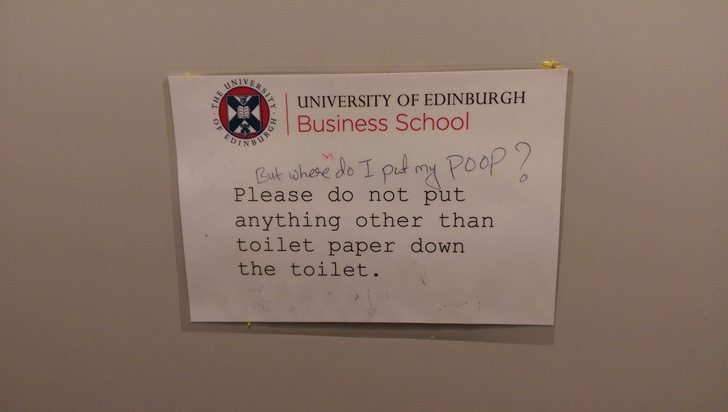 THE UNIVERSITY OF EDINBURGH
UNIVERSITY OF EDINBURGH
Business School
But where do I put my POOP?
Please do not put
anything other than
toilet paper down
the toilet.